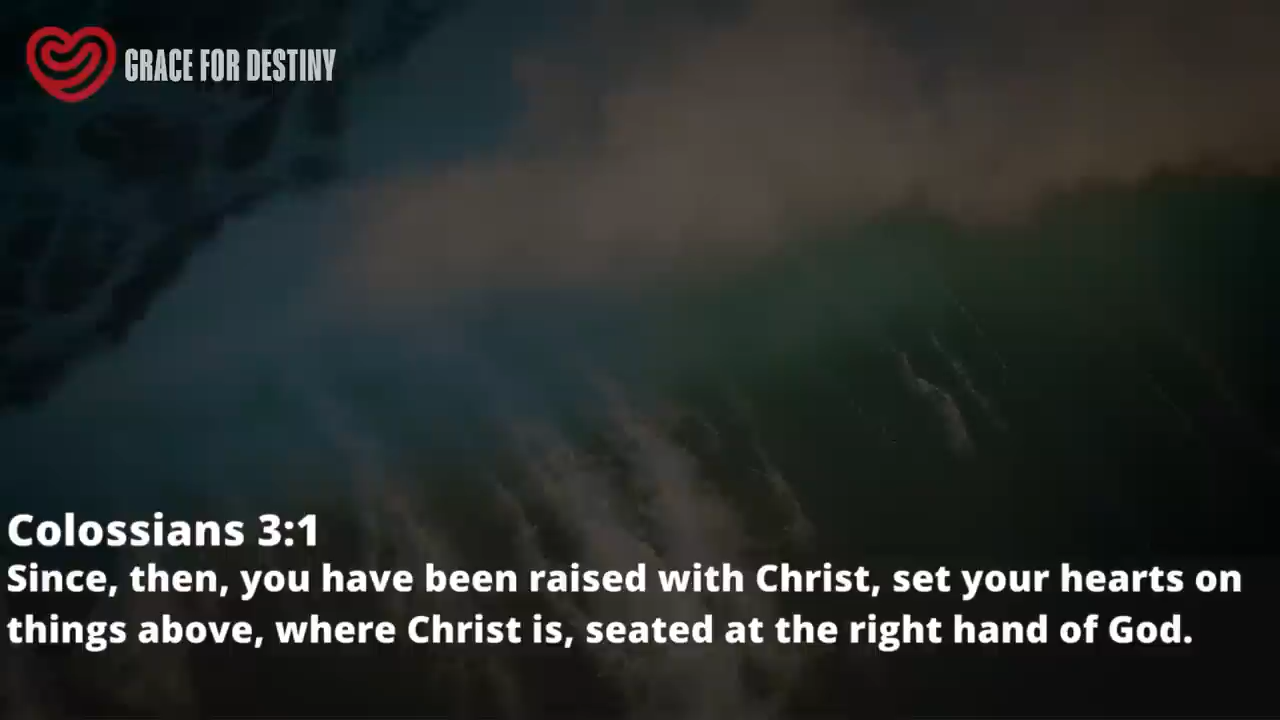 GRACE FOR DESTINY
Colossians 3:1
Since, then, you have been raised with Christ, set your hearts on
things above, where Christ is, seated at the right hand of God.